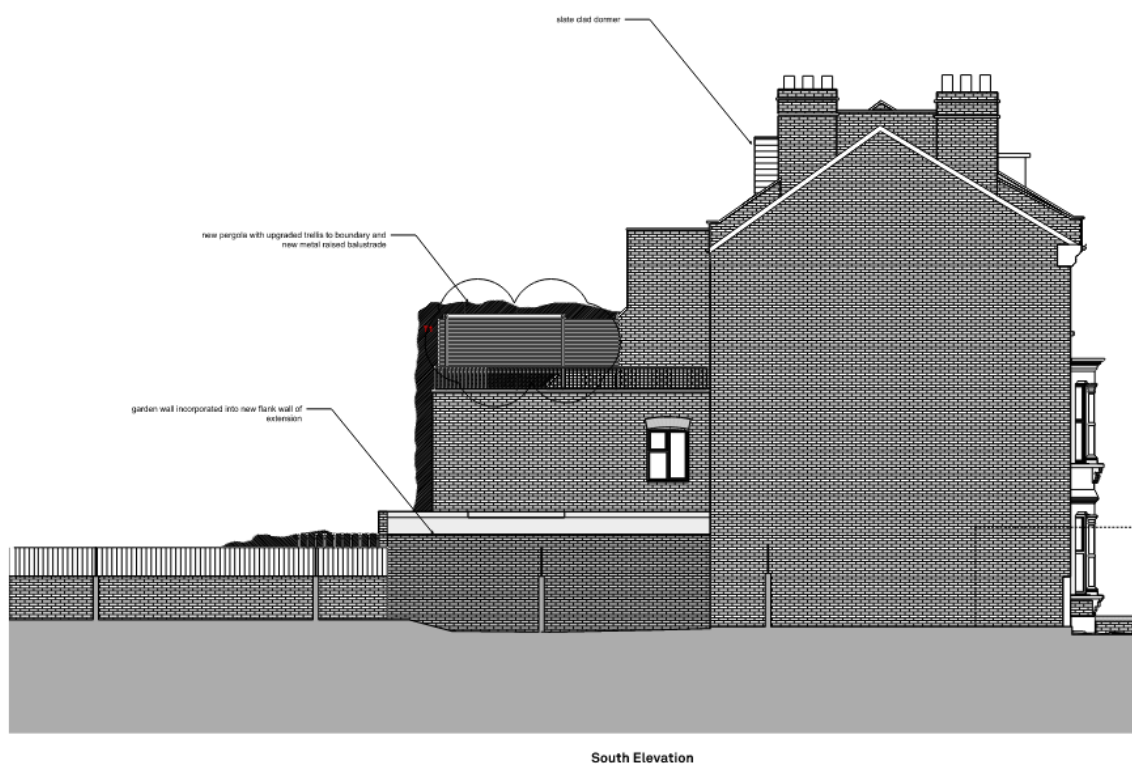 slate clad dormer
new pergola with upgraded trellis to boundary and
new metal raised balustrade
T1
garden wall incorporated into new flank wall of
extension
South Elevation